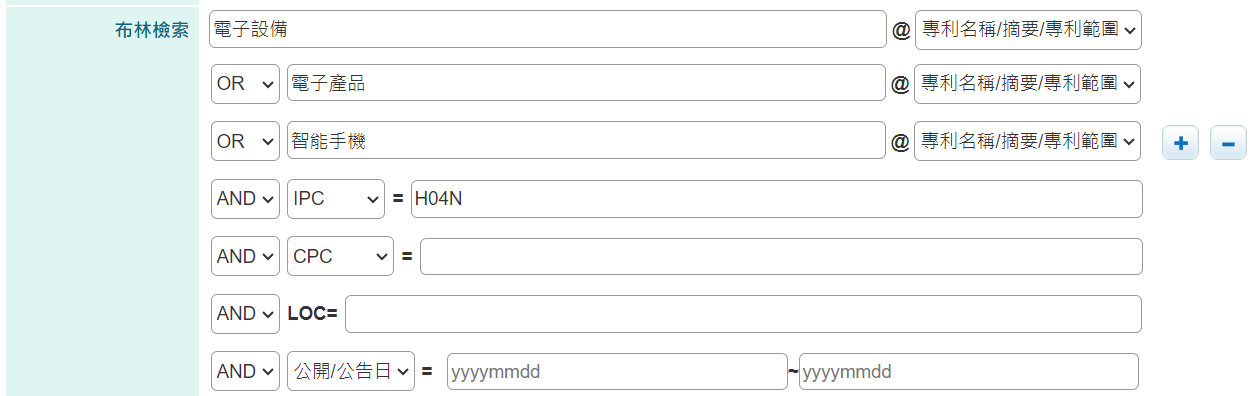 布林檢索 電子設備 @ 專利名稱/摘要/專利範圍
OR 電子產品 @ 專利名稱/摘要/專利範圍
OR 智能手機 @ 專利名稱/摘要/專利範圍 + -
AND IPC = H04N
AND CPC =
AND LOC=
AND 公開/公告日 = yyyymmdd ~ yyyymmdd